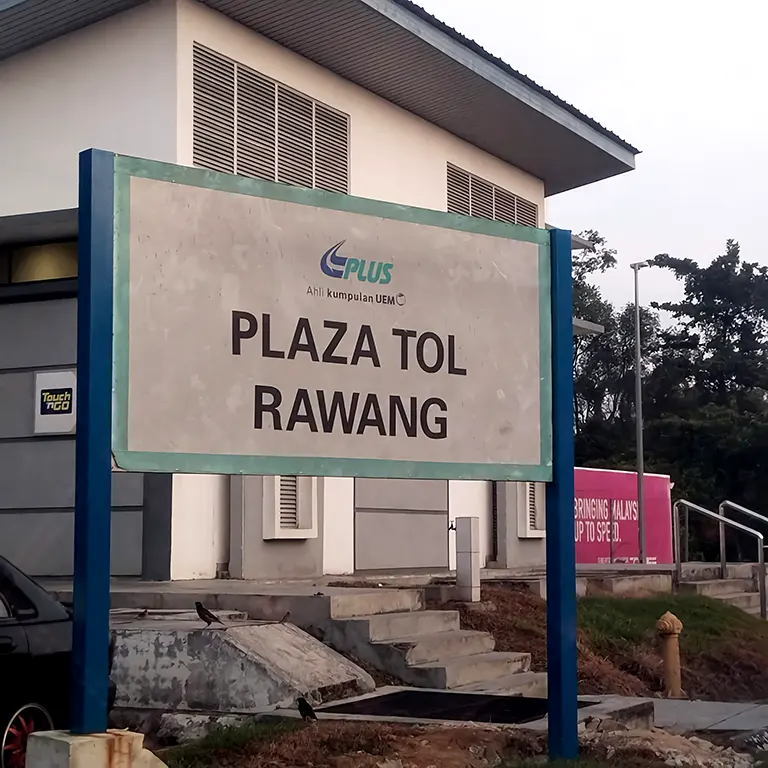 PLUS
Ahli kumpulan UEM
PLAZA TOL
RAWANG
Touch
'nGO
BRINGING MALAYS
UP TO SPEED.